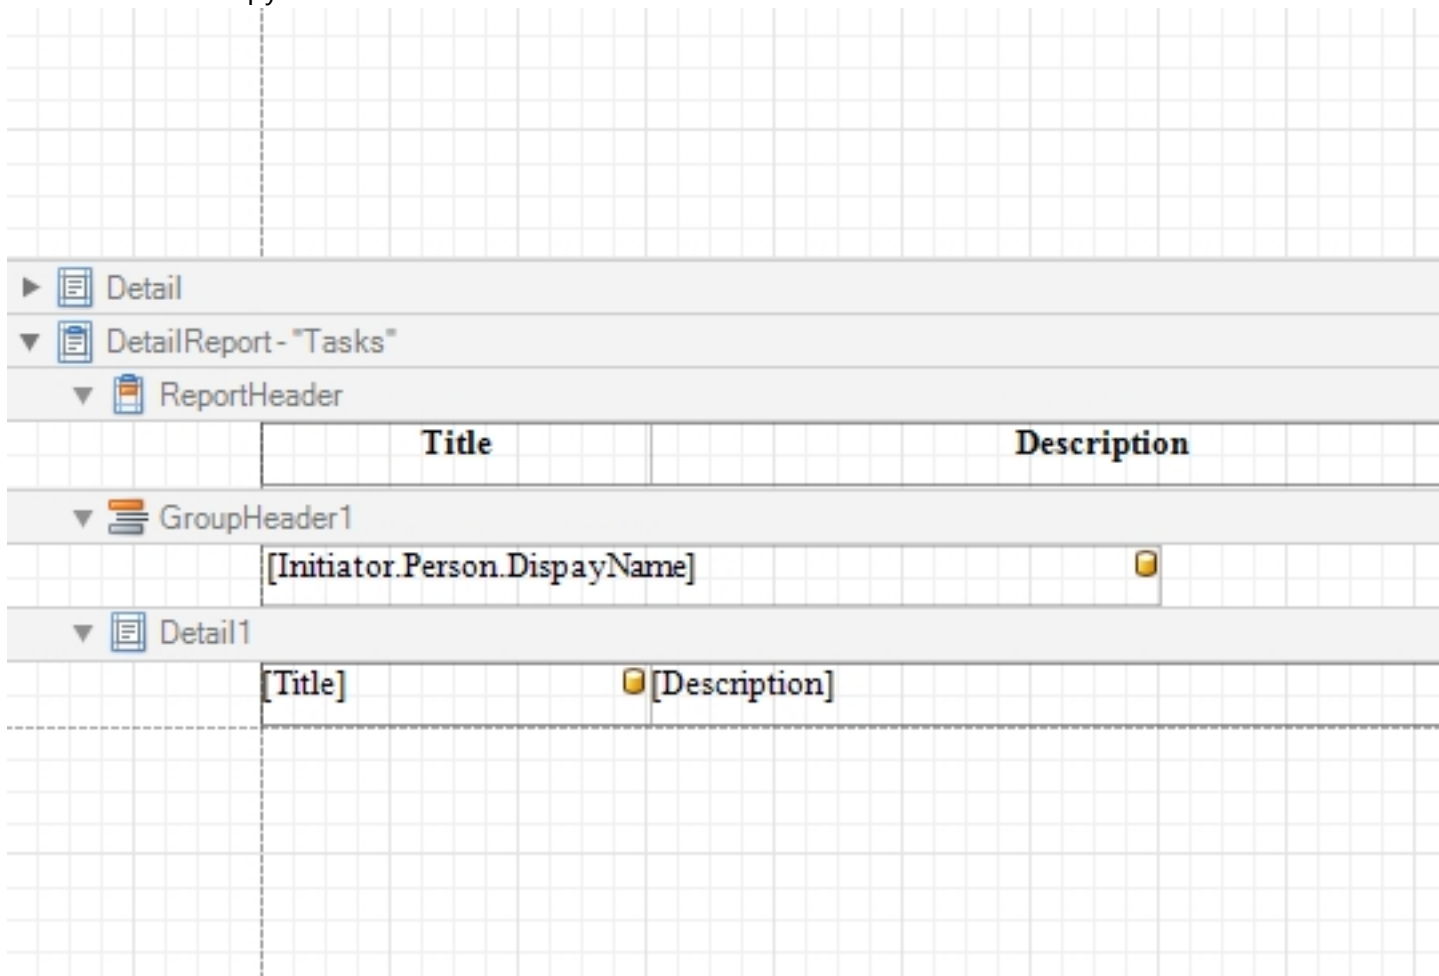 Detail
DetailReport - "Tasks"
ReportHeader
Title Description
GroupHeader1
[Initiator.Person.DispayName]
Detail1
[Title] [Description]